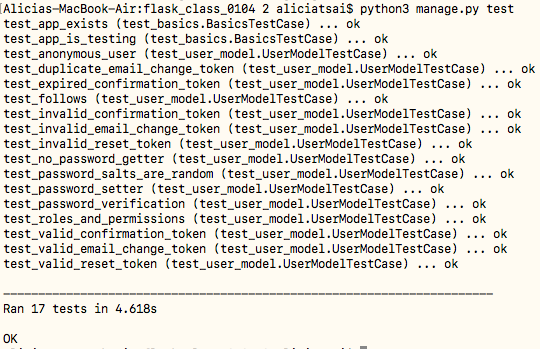 [Alicias-MacBook-Air:flask_class_0104 2 aliciatsai$ python3 manage.py test
test_app_exists (test_basics.BasicsTestCase) ... ok
test_app_is_testing (test_basics.BasicsTestCase) ... ok
test_anonymous_user (test_user_model.UserModelTestCase) ... ok
test_duplicate_email_change_token (test_user_model.UserModelTestCase) ... ok
test_expired_confirmation_token (test_user_model.UserModelTestCase) ... ok
test_follows (test_user_model.UserModelTestCase) ... ok
test_invalid_confirmation_token (test_user_model.UserModelTestCase) ... ok
test_invalid_email_change_token (test_user_model.UserModelTestCase) ... ok
test_invalid_reset_token (test_user_model.UserModelTestCase) ... ok
test_no_password_getter (test_user_model.UserModelTestCase) ... ok
test_password_salts_are_random (test_user_model.UserModelTestCase) ... ok
test_password_setter (test_user_model.UserModelTestCase) ... ok
test_password_verification (test_user_model.UserModelTestCase) ... ok
test_roles_and_permissions (test_user_model.UserModelTestCase) ... ok
test_valid_confirmation_token (test_user_model.UserModelTestCase) ... ok
test_valid_email_change_token (test_user_model.UserModelTestCase) ... ok
test_valid_reset_token (test_user_model.UserModelTestCase) ... ok
----------------------------------------------------------------------
Ran 17 tests in 4.618s
OK